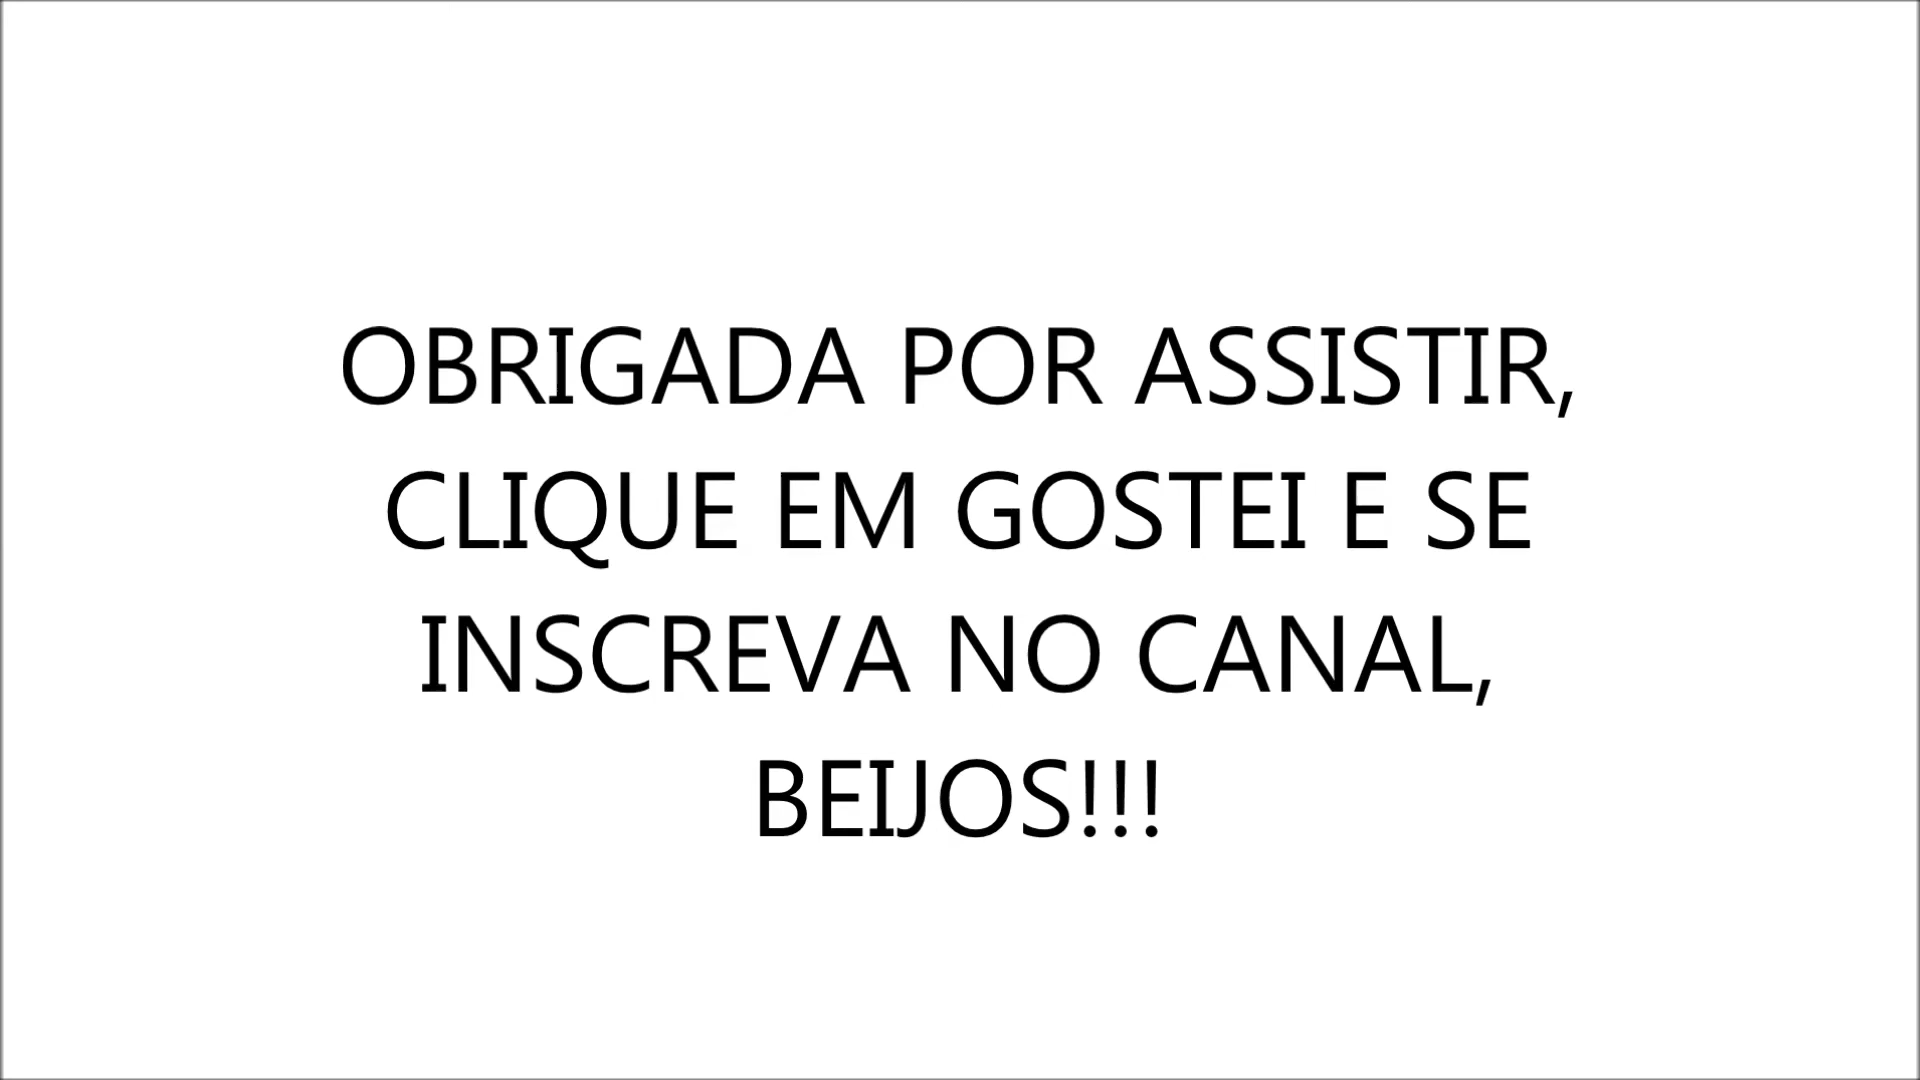 OBRIGADA POR ASSISTIR,
CLIQUE EM GOSTEI E SE
INSCREVA NO CANAL,
BEIJOS!!!